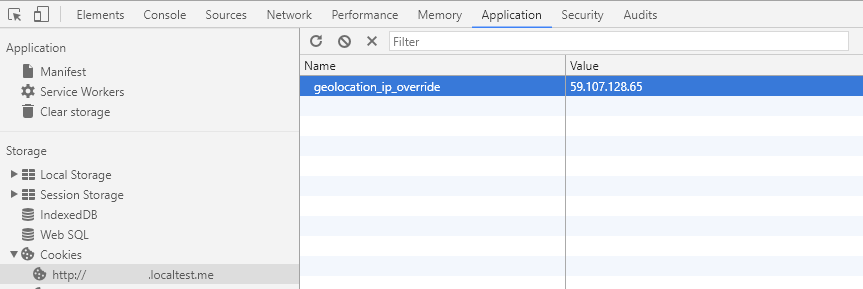 Elements Console Sources Network Performance Memory Application Security Audits
Application
Manifest
Service Workers
Clear storage
Storage
Local Storage
Session Storage
IndexedDB
Web SQL
Cookies
http:// .localtest.me
Filter
Name Value
geolocation_ip_override 59.107.128.65